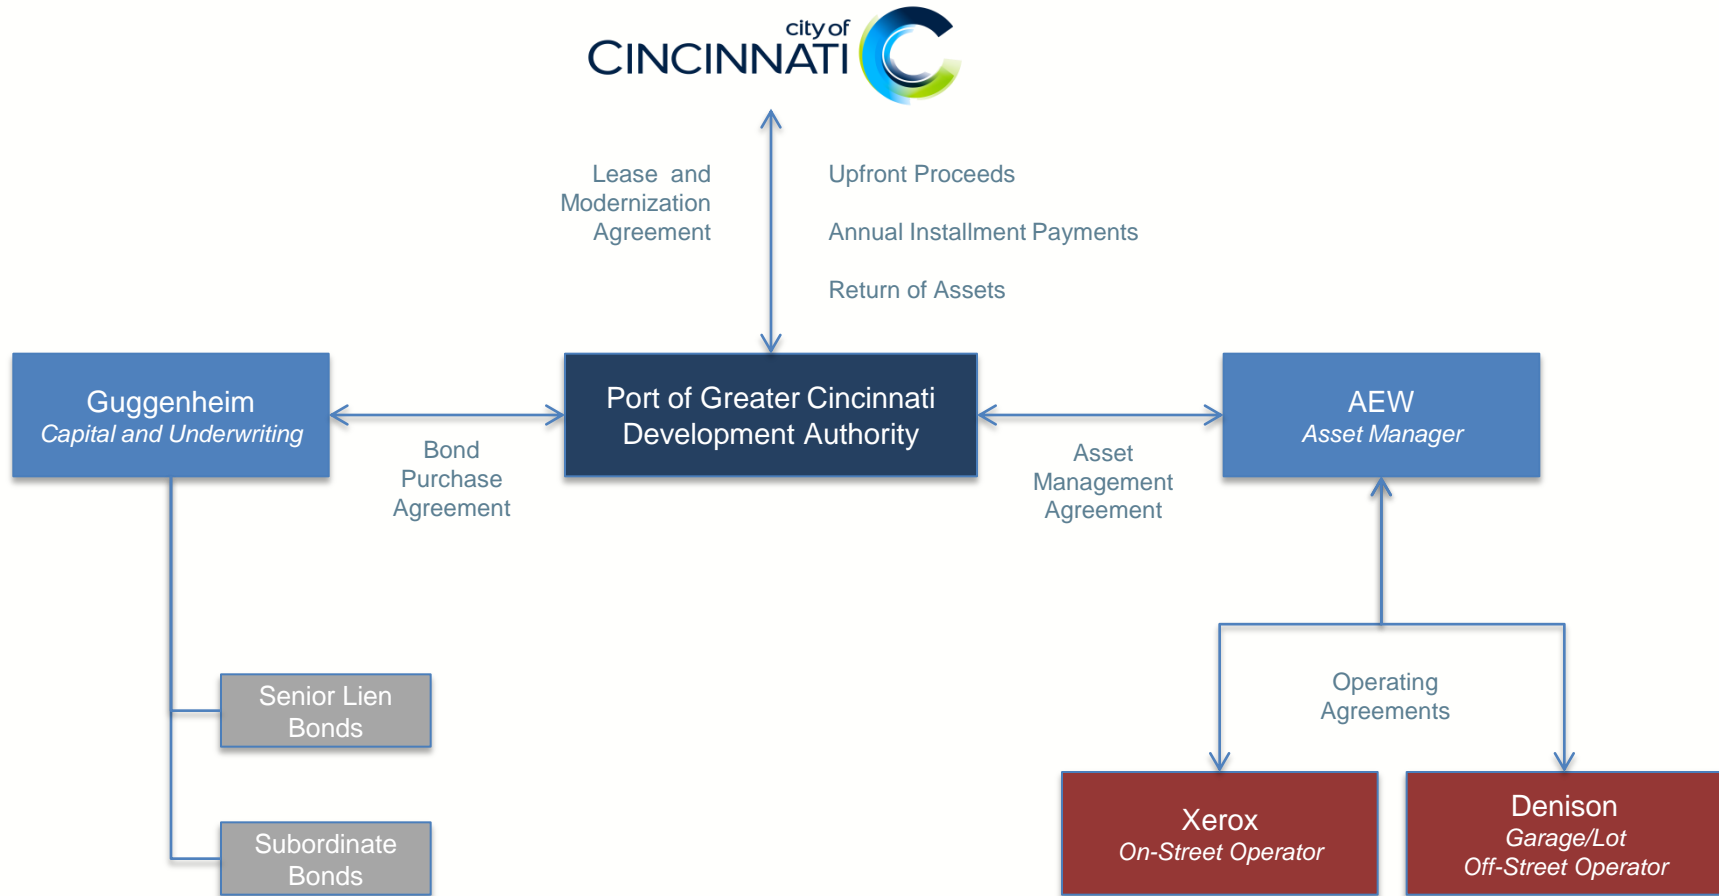 city of
CINCINNATI
Lease and
Modernization
Agreement
Upfront Proceeds
Annual Installment Payments
Return of Assets
Guggenheim
Capital and Underwriting
Bond
Purchase
Agreement
Port of Greater Cincinnati
Development Authority
Asset
Management
Agreement
AEW
Asset Manager
Senior Lien
Bonds
Subordinate
Bonds
Operating
Agreements
Xerox
On-Street Operator
Denison
Garage/Lot
Off-Street Operator